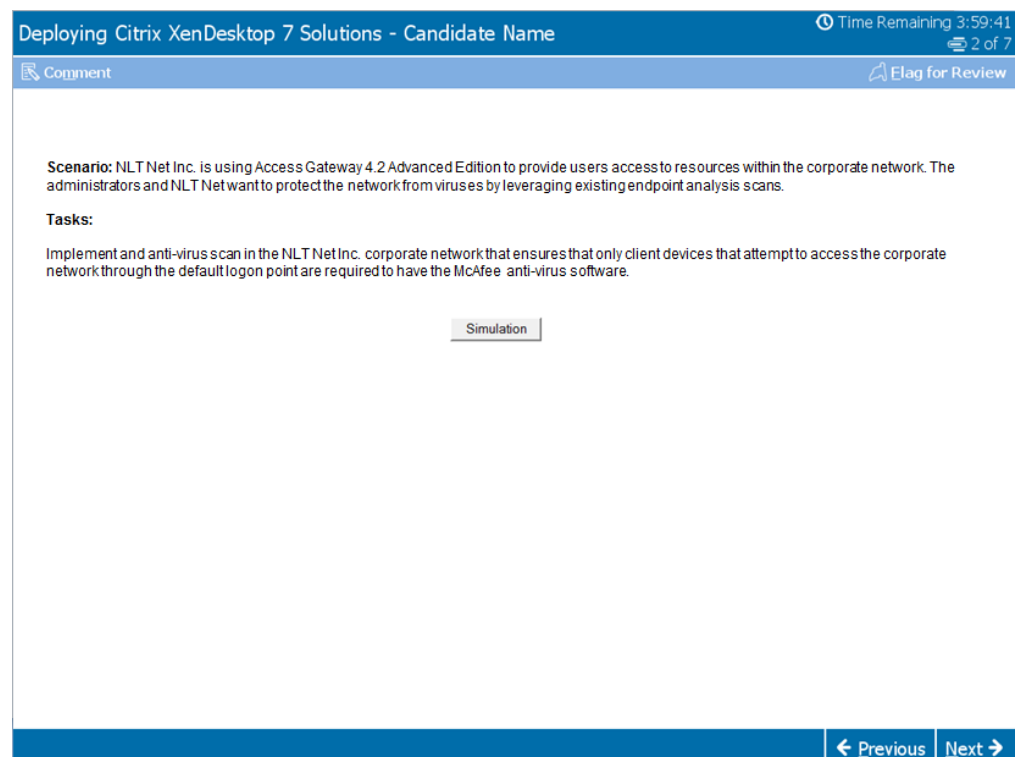 Deploying Citrix XenDesktop 7 Solutions - Candidate Name
Time Remaining 3:59:41
2 of 7
Comment
Flag for Review
Scenario: NLT Net Inc. is using Access Gateway 4.2 Advanced Edition to provide users access to resources within the corporate network. The
administrators and NLT Net want to protect the network from viruses by leveraging existing endpoint analysis scans.
Tasks:
Implement and anti-virus scan in the NLT Net Inc. corporate network that ensures that only client devices that attempt to access the corporate
network through the default logon point are required to have the McAfee anti-virus software.
Simulation
Previous
Next